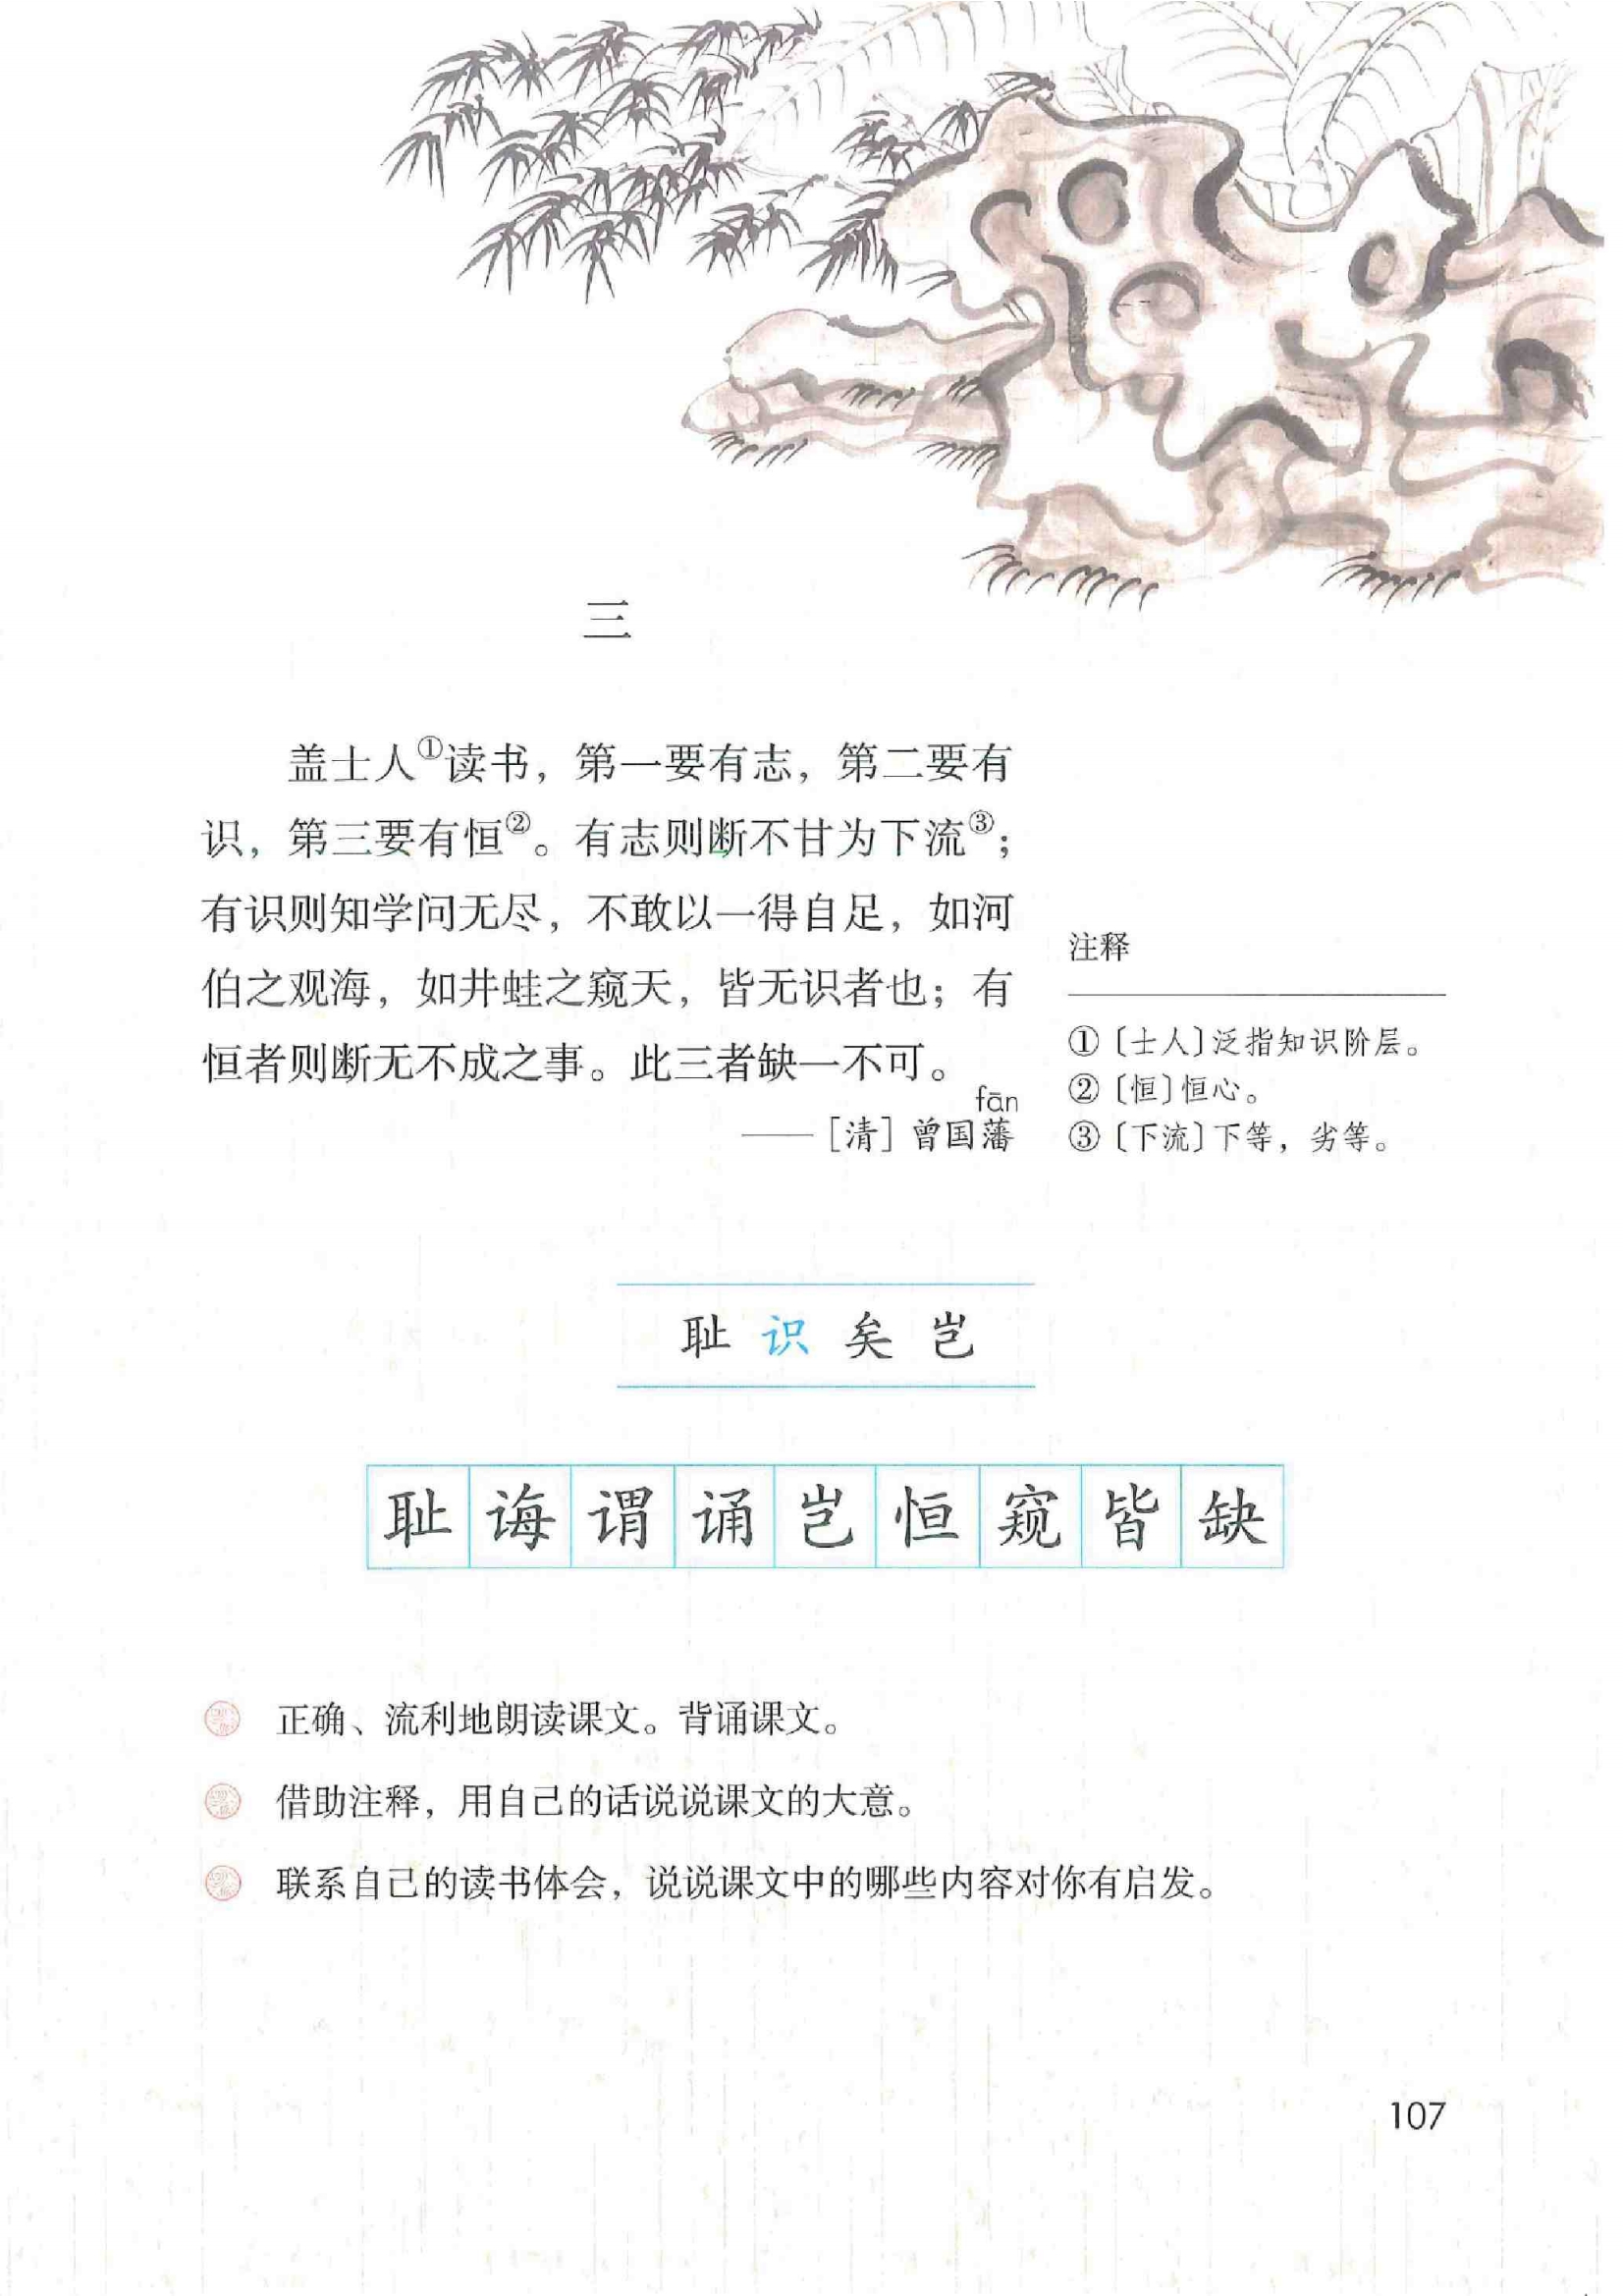 三
盖士人①读书，第一要有志，第二要有
识，第三要有恒②。有志则断不甘为下流③；
有识则知学问无尽，不敢以一得自足，如河
伯之观海，如井蛙之窥天，皆无识者也；有
恒者则断无不成之事。此三者缺一不可。
fān
——［清］曾国藩
注释
①〔士人〕泛指知识阶层。
②〔恒〕恒心。
③〔下流〕下等，劣等。
耻 识 矣 岂
耻 诲 谓 诵 岂 恒 窥 皆 缺
正确、流利地朗读课文。背诵课文。
借助注释，用自己的话说说课文的大意。
联系自己的读书体会，说说课文中的哪些内容对你有启发。
107